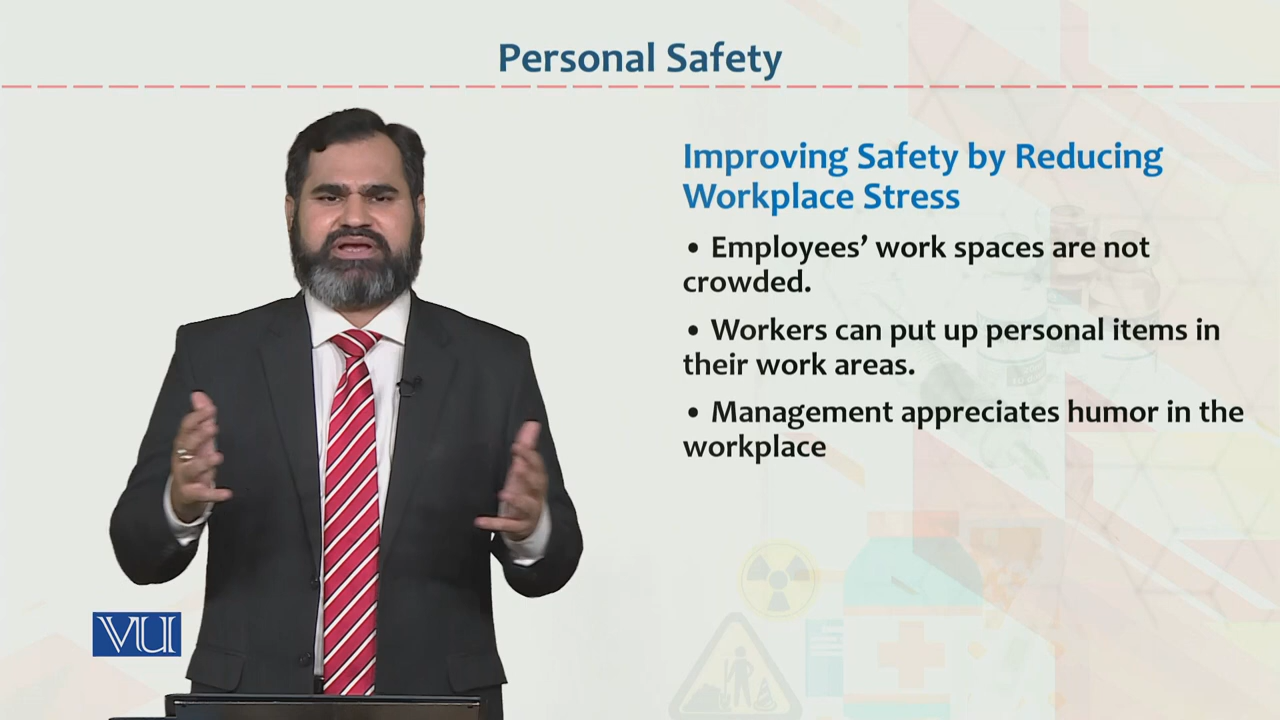 Personal Safety
Improving Safety by Reducing
Workplace Stress
• Employees’ work spaces are not
crowded.
• Workers can put up personal items in
their work areas.
• Management appreciates humor in the
workplace
VU